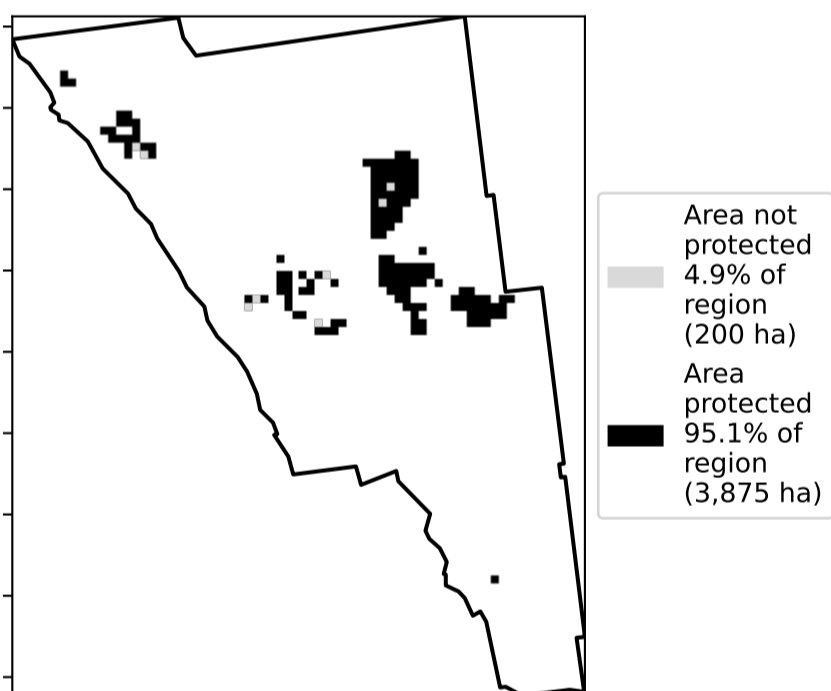 Area not
protected
4.9% of
region
(200 ha)
Area
protected
95.1% of
region
(3,875 ha)